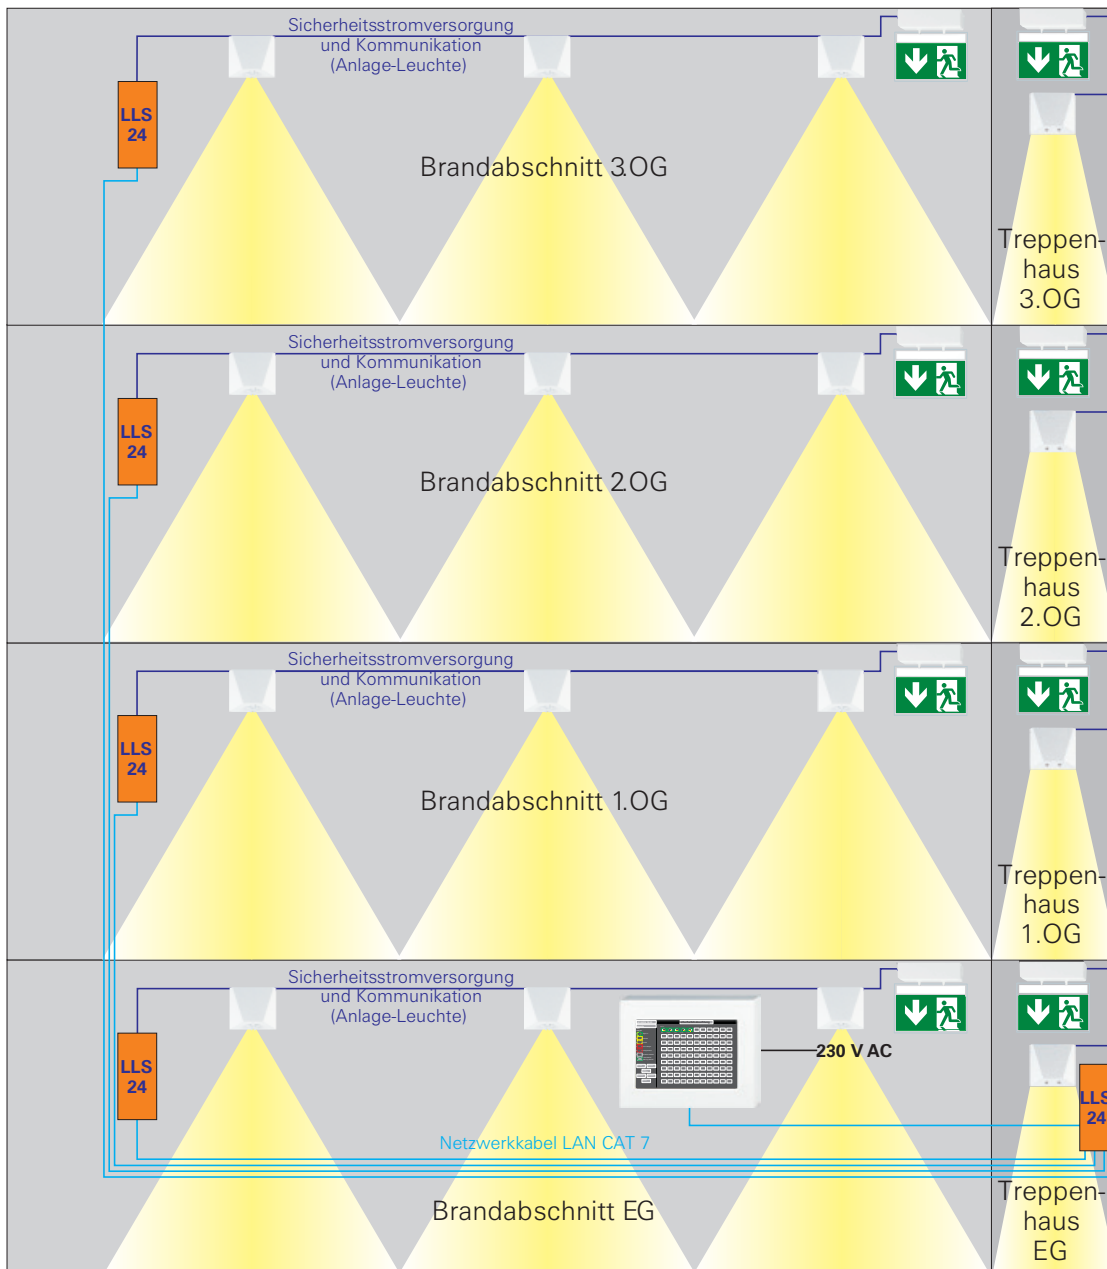 Sicherheitsstromversorgung
und Kommunikation
(Anlage-Leuchte)
LLS
24
Brandabschnitt 3.OG
Treppen-
haus
3.OG
Sicherheitsstromversorgung
und Kommunikation
(Anlage-Leuchte)
LLS
24
Brandabschnitt 2.OG
Treppen-
haus
2.OG
Sicherheitsstromversorgung
und Kommunikation
(Anlage-Leuchte)
LLS
24
Brandabschnitt 1.OG
Treppen-
haus
1.OG
Sicherheitsstromversorgung
und Kommunikation
(Anlage-Leuchte)
LLS
24
230 V AC
LLS
24
Netzwerkkabel LAN CAT 7
Brandabschnitt EG
Treppen-
haus
EG